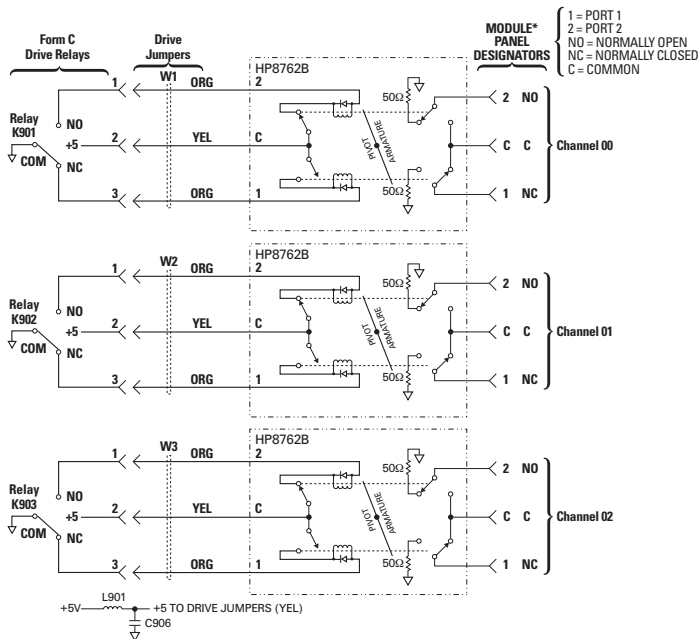 Form C
Drive Relays
Drive
Jumpers
MODULE*
PANEL
DESIGNATORS
1 = PORT 1
2 = PORT 2
NO = NORMALLY OPEN
NC = NORMALLY CLOSED
C = COMMON
W1
HP8762B
1
ORG
2
50Ω
2 NO
Relay
K901
NO
+5
COM
NC
2
YEL
C
PIVOT
ARMATURE
C C
Channel 00
3
ORG
1
50Ω
1 NC
W2
HP8762B
1
ORG
2
50Ω
2 NO
Relay
K902
NO
+5
COM
NC
2
YEL
C
PIVOT
ARMATURE
C C
Channel 01
3
ORG
1
50Ω
1 NC
W3
HP8762B
1
ORG
2
50Ω
2 NO
Relay
K903
NO
+5
COM
NC
2
YEL
C
PIVOT
ARMATURE
C C
Channel 02
3
ORG
1
50Ω
1 NC
L901
+5V
+5 TO DRIVE JUMPERS (YEL)
C906